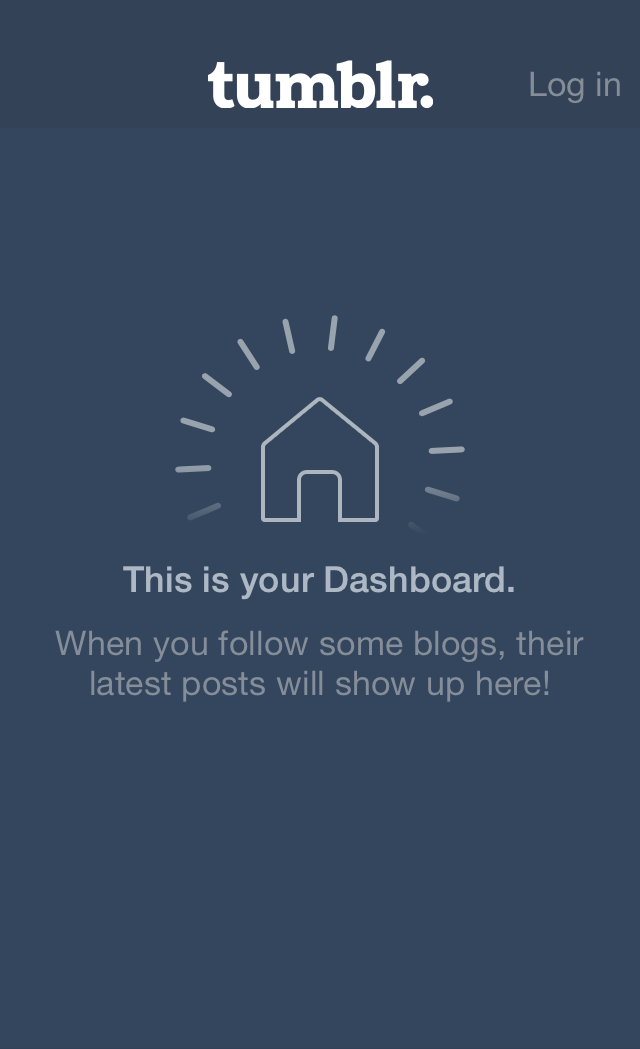 tumblr.
Log in
This is your Dashboard.
When you follow some blogs, their
latest posts will show up here!